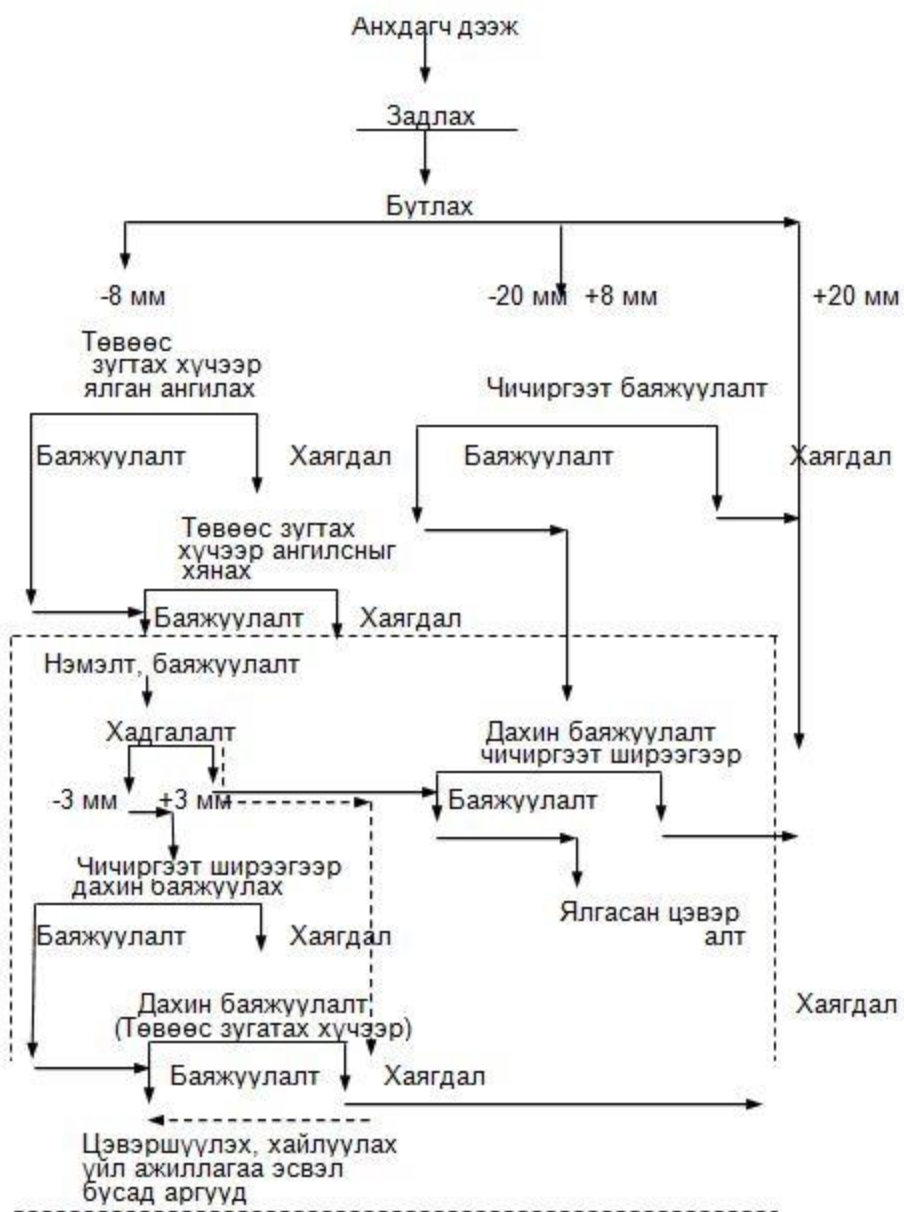 Анхдагч дээж
Задлах
Бутлах
-8 мм
-20 мм +8 мм
+20 мм
Төвөөс
зугтах хүчээр
ялган ангилах
Чичиргээт баяжуулалт
Баяжуулалт
Хаягдал
Баяжуулалт
Хаягдал
Төвөөс зугтах
хүчээр ангилсныг
хянах
Баяжуулалт
Хаягдал
Нэмэлт, баяжуулалт
Хадгалалт
Дахин баяжуулалт
чичиргээт ширээгээр
-3 мм
+3 мм
Баяжуулалт
Чичиргээт ширээгээр
дахин баяжуулах
Ялгасан цэвэр
алт
Баяжуулалт
Хаягдал
Дахин баяжуулалт
(Төвөөс зугатах хүчээр)
Хаягдал
Баяжуулалт
Хаягдал
Цэвэршүүлэх, хайлуулах
үйл ажиллагаа эсвэл
бусад аргууд